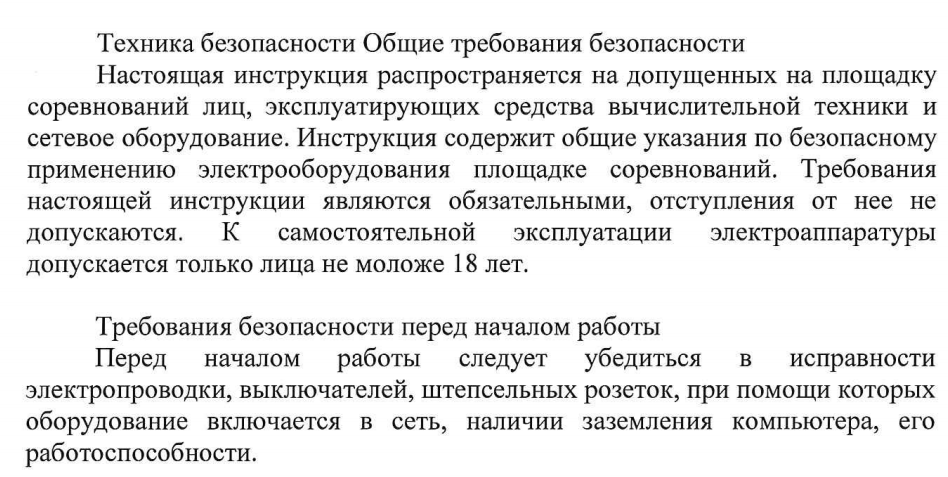 Техника безопасности Общие требования безопасности
Настоящая инструкция распространяется на допущенных на площадку
соревнований лиц, эксплуатирующих средства вычислительной техники и
сетевое оборудование. Инструкция содержит общие указания по безопасному
применению электрооборудования площадке соревнований. Требования
настоящей инструкции являются обязательными, отступления от нее не
допускаются. К самостоятельной эксплуатации электроаппаратуры
допускается только лица не моложе 18 лет.
Требования безопасности перед началом работы
Перед началом работы следует убедиться в исправности
электропроводки, выключателей, штепсельных розеток, при помощи которых
оборудование включается в сеть, наличии заземления компьютера, его
работоспособности.